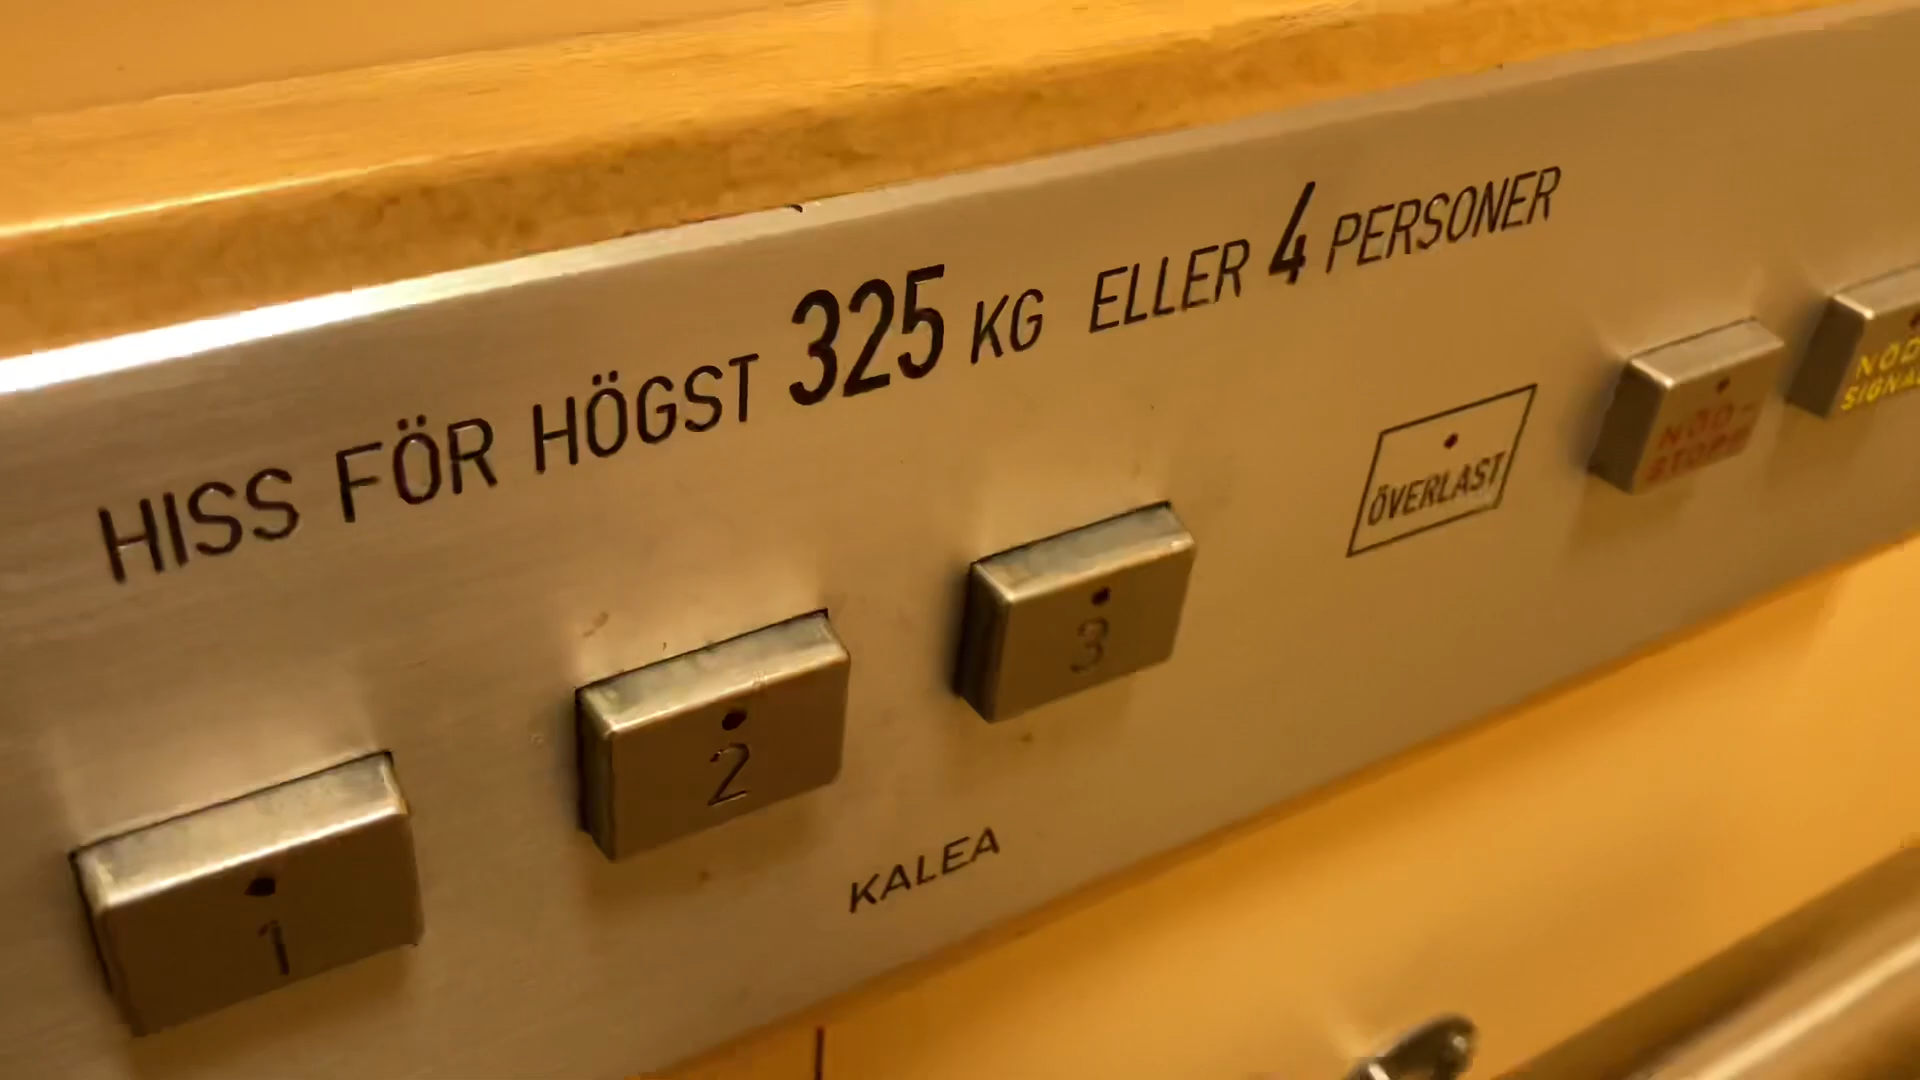 HISS FÖR HÖGST 325 KG ELLER 4 PERSONER
ÖVERLAST
NÖD-
STOPP
NÖD
SIGNAL
1
2
3
KALEA